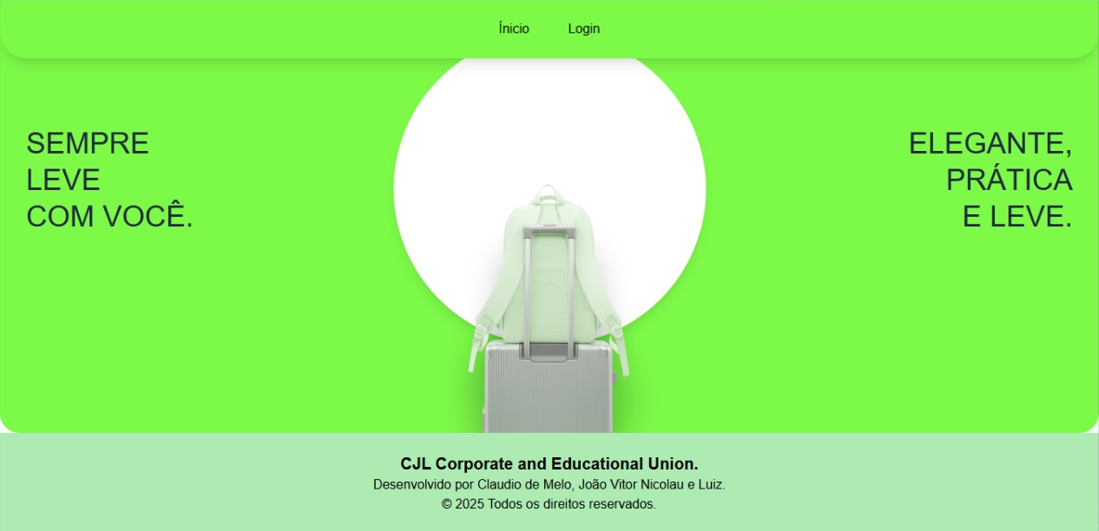 Ínicio
Login
SEMPRE
LEVE
COM VOCÊ.
ELEGANTE,
PRÁTICA
E LEVE.
CJL Corporate and Educational Union.
Desenvolvido por Claudio de Melo, João Vitor Nicolau e Luiz.
© 2025 Todos os direitos reservados.